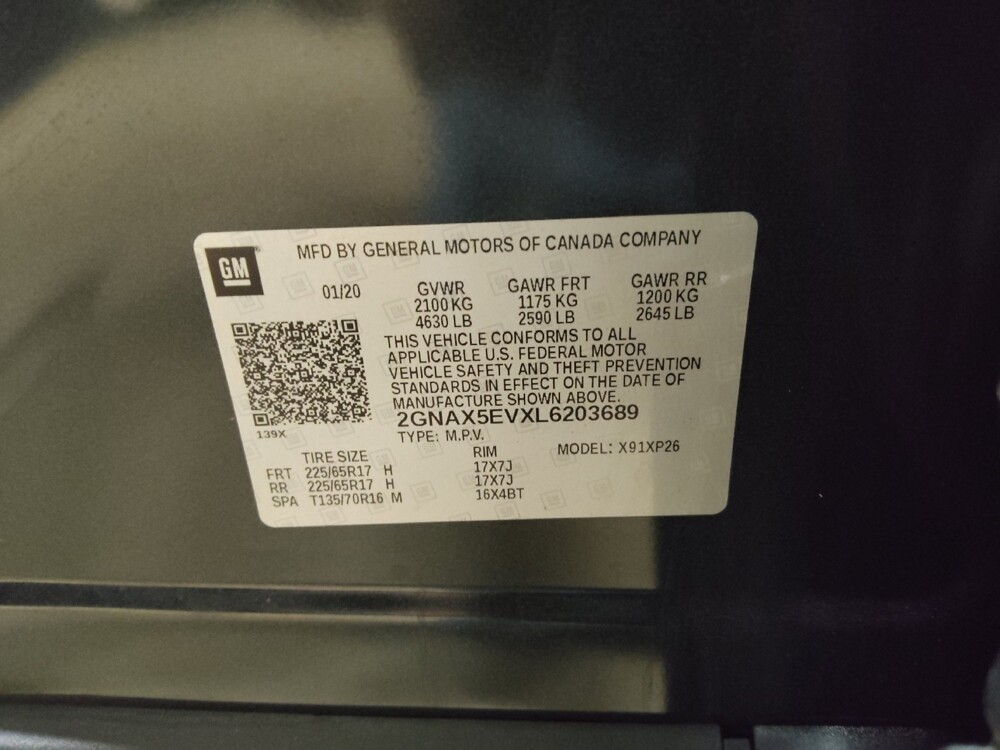 MFD BY GENERAL MOTORS OF CANADA COMPANY
GM
01/20 GVWR GAWR FRT GAWR RR
2100 KG 1175 KG 1200 KG
4630 LB 2590 LB 2645 LB
THIS VEHICLE CONFORMS TO ALL
APPLICABLE U.S. FEDERAL MOTOR
VEHICLE SAFETY AND THEFT PREVENTION
STANDARDS IN EFFECT ON THE DATE OF
MANUFACTURE SHOWN ABOVE.
2GNAX5EVXL6203689
139X
TYPE: M.P.V.
TIRE SIZE RIM MODEL: X91XP26
FRT 225/65R17 H 17X7J
RR 225/65R17 H 17X7J
SPA T135/70R16 M 16X4BT